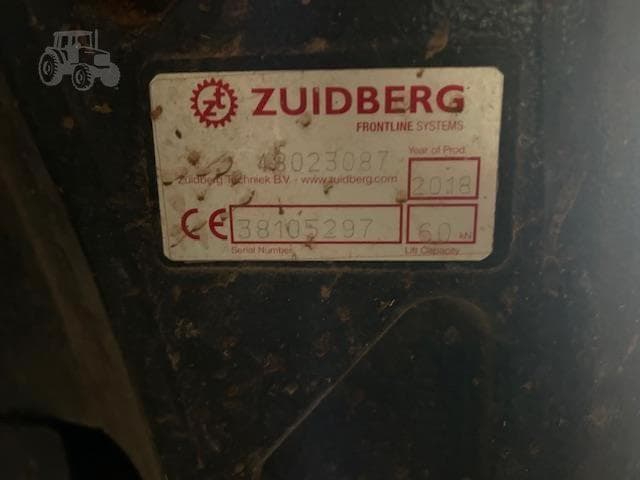 zt ZUIDBERG
FRONTLINE SYSTEMS
48023087
Year of Prod.
Zuidberg Techniek B.V. - www.zuidberg.com
2018
CE 38105297 60 kN
Serial Number Lift Capacity